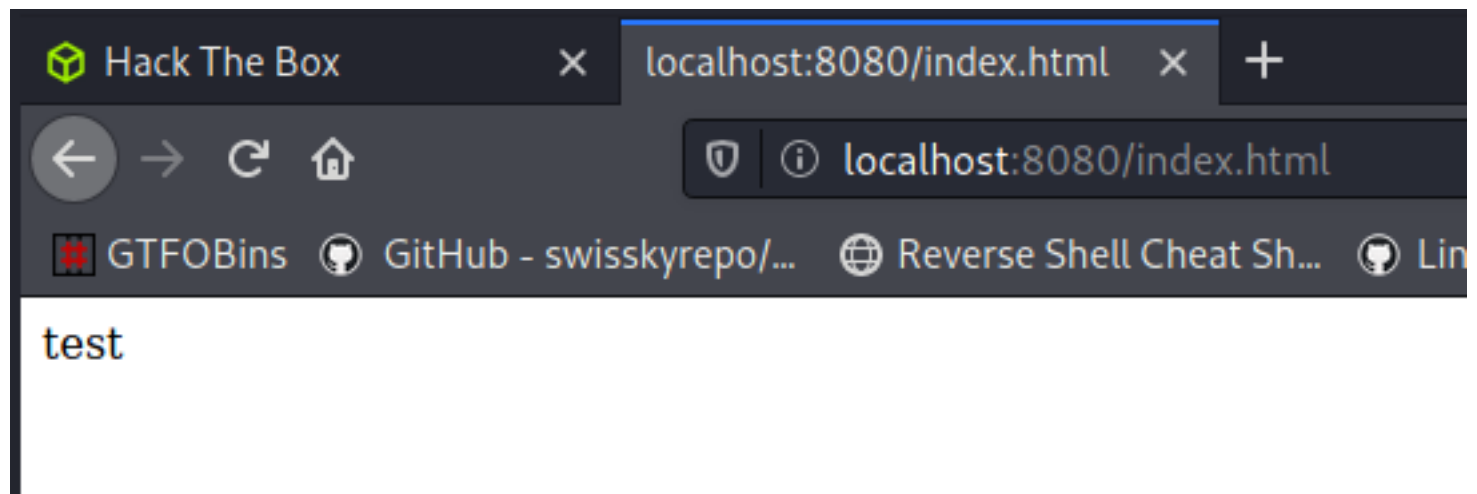 Hack The Box localhost:8080/index.html
localhost:8080/index.html
GTFOBins GitHub - swisskyrepo/... Reverse Shell Cheat Sh... Lin
test